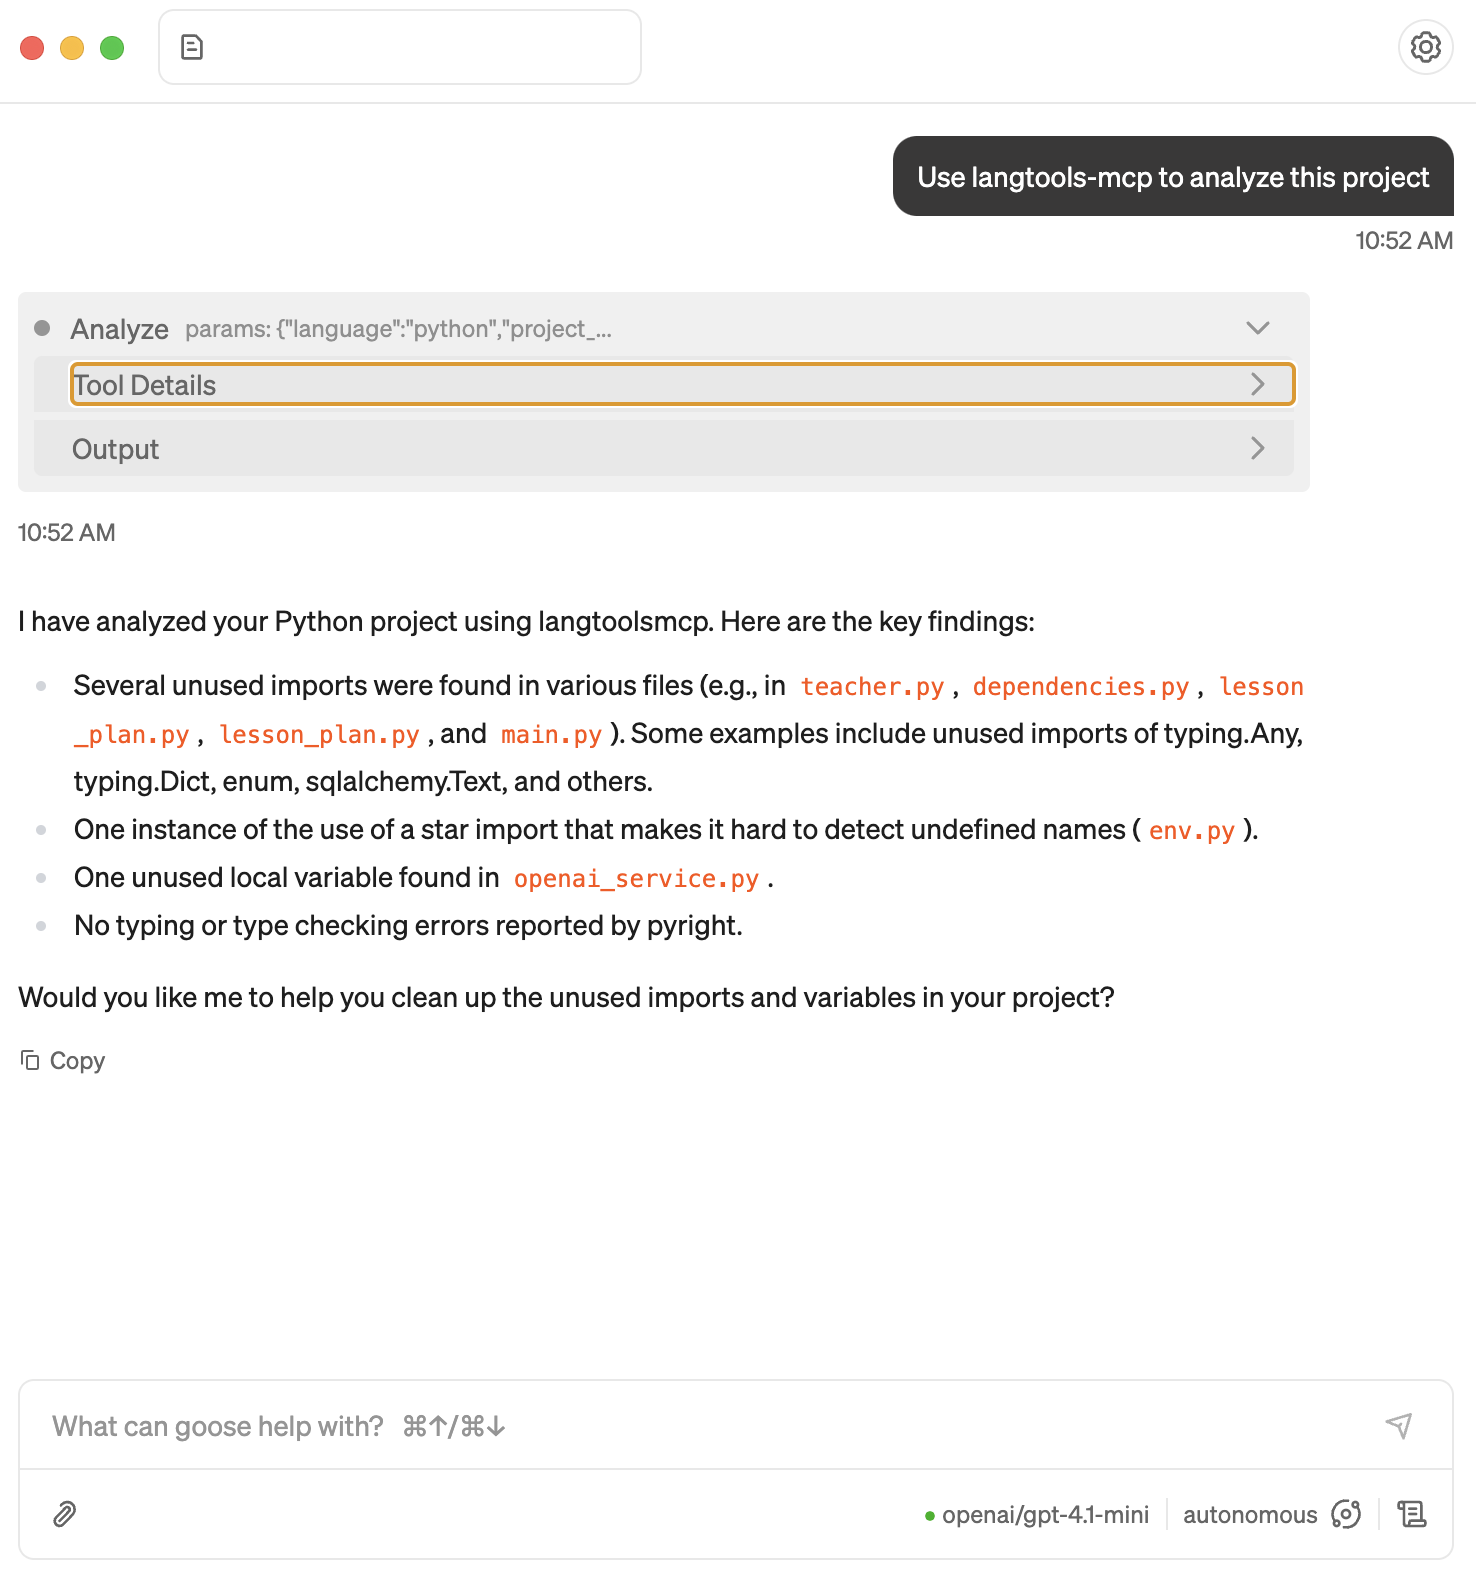 Use langtools-mcp to analyze this project
10:52 AM
Analyze params: {"language":"python","project_...
Tool Details
Output
10:52 AM
I have analyzed your Python project using langtoolsmcp. Here are the key findings:
Several unused imports were found in various files (e.g., in teacher.py , dependencies.py , lesson
_plan.py , lesson_plan.py , and main.py ). Some examples include unused imports of typing.Any,
typing.Dict, enum, sqlalchemy.Text, and others.
One instance of the use of a star import that makes it hard to detect undefined names ( env.py ).
One unused local variable found in openai_service.py .
No typing or type checking errors reported by pyright.
Would you like me to help you clean up the unused imports and variables in your project?
Copy
What can goose help with? ⌘↑/⌘↓
openai/gpt-4.1-mini autonomous